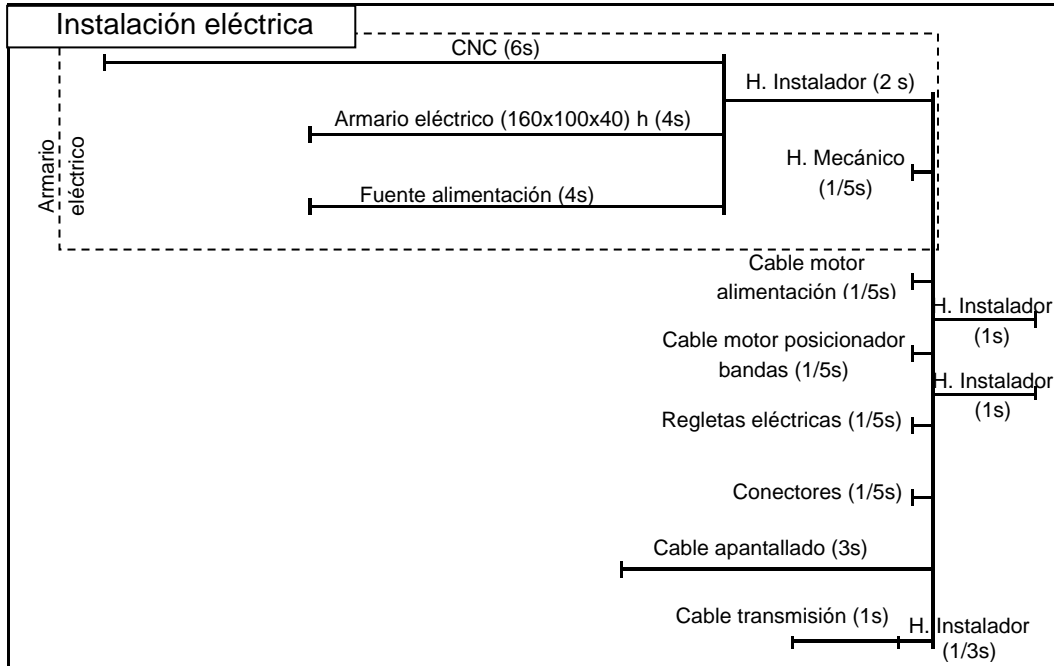 Instalación eléctrica
CNC (6s)
H. Instalador (2 s)
Armario eléctrico (160x100x40) h (4s)
Armario
eléctrico
H. Mecánico
(1/5s)
Fuente alimentación (4s)
Cable motor
alimentación (1/5s)
H. Instalador
(1s)
Cable motor posicionador
bandas (1/5s)
H. Instalador
(1s)
Regletas eléctricas (1/5s)
Conectores (1/5s)
Cable apantallado (3s)
Cable transmisión (1s)
H. Instalador
(1/3s)